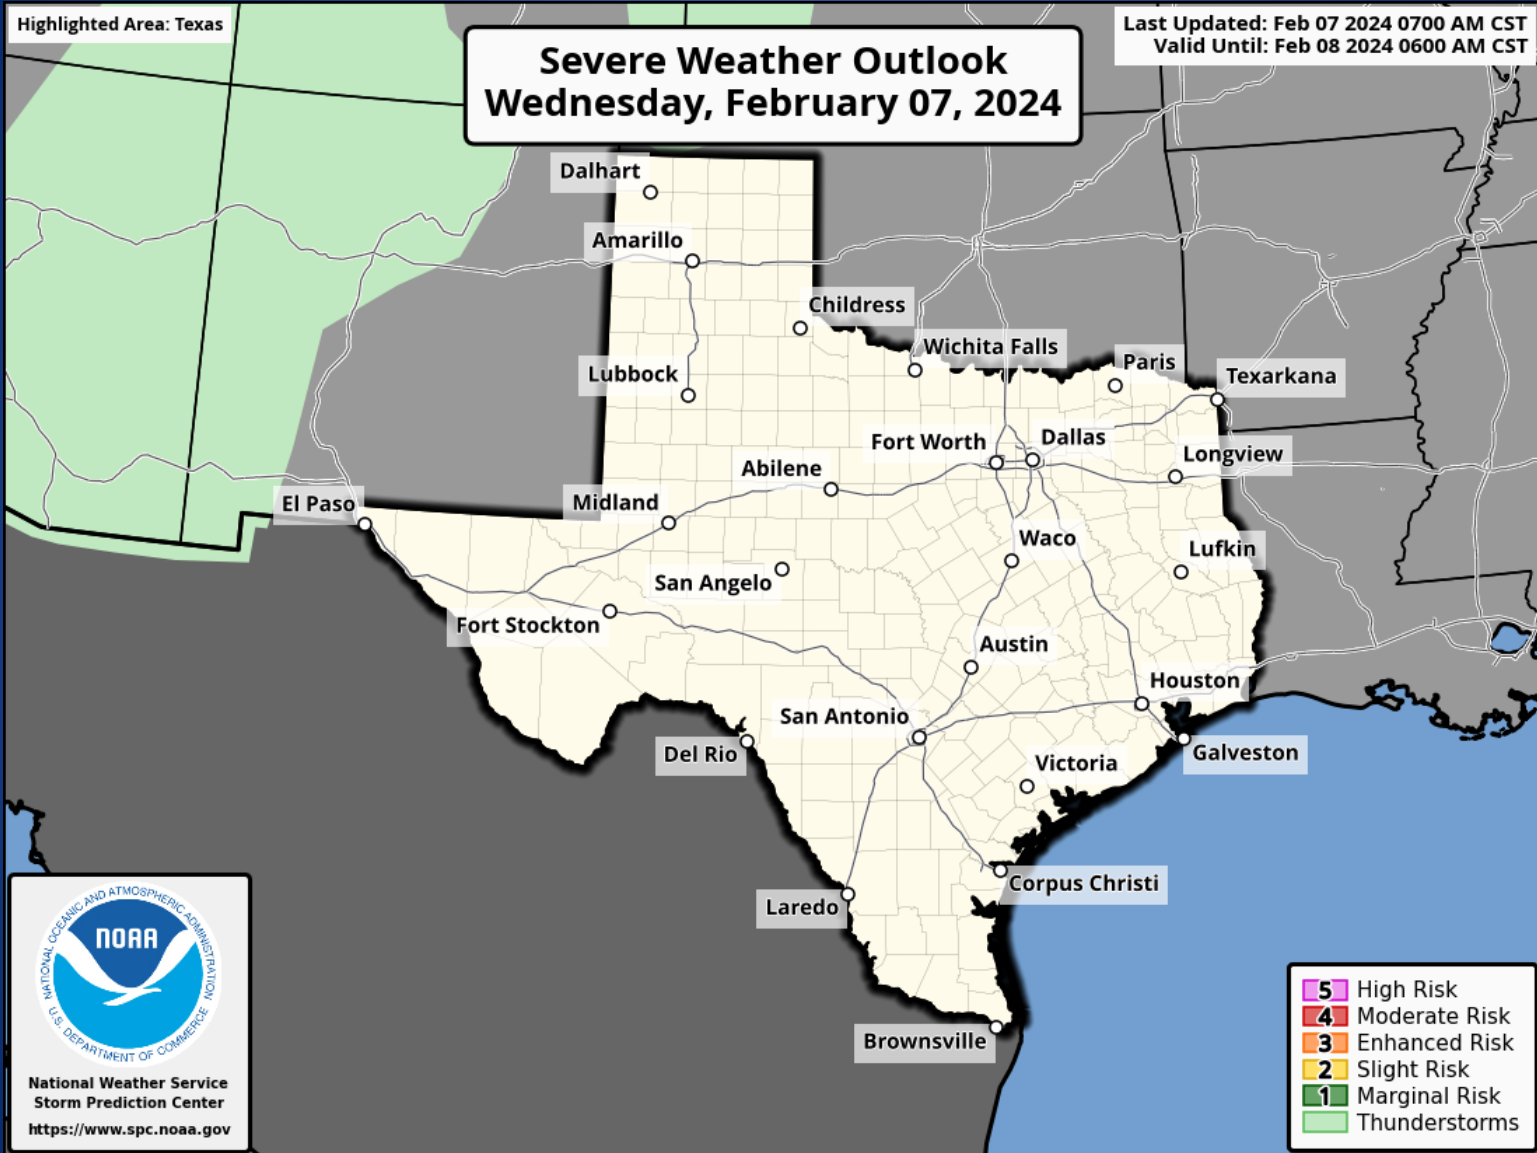 Highlighted Area: Texas
Severe Weather Outlook
Wednesday, February 07, 2024
Last Updated: Feb 07 2024 0700 AM CST
Valid Until: Feb 08 2024 0600 AM CST
Dalhart
Amarillo
Childress
Wichita Falls
Paris
Texarkana
Lubbock
Fort Worth
Dallas
Longview
Abilene
Midland
El Paso
Waco
Lufkin
San Angelo
Fort Stockton
Austin
Houston
San Antonio
Del Rio
Galveston
Victoria
Corpus Christi
Laredo
Brownsville
NATIONAL OCEANIC AND ATMOSPHERIC ADMINISTRATION
NOAA
U.S. DEPARTMENT OF COMMERCE
National Weather Service
Storm Prediction Center
https://www.spc.noaa.gov
5 High Risk
4 Moderate Risk
3 Enhanced Risk
2 Slight Risk
1 Marginal Risk
Thunderstorms